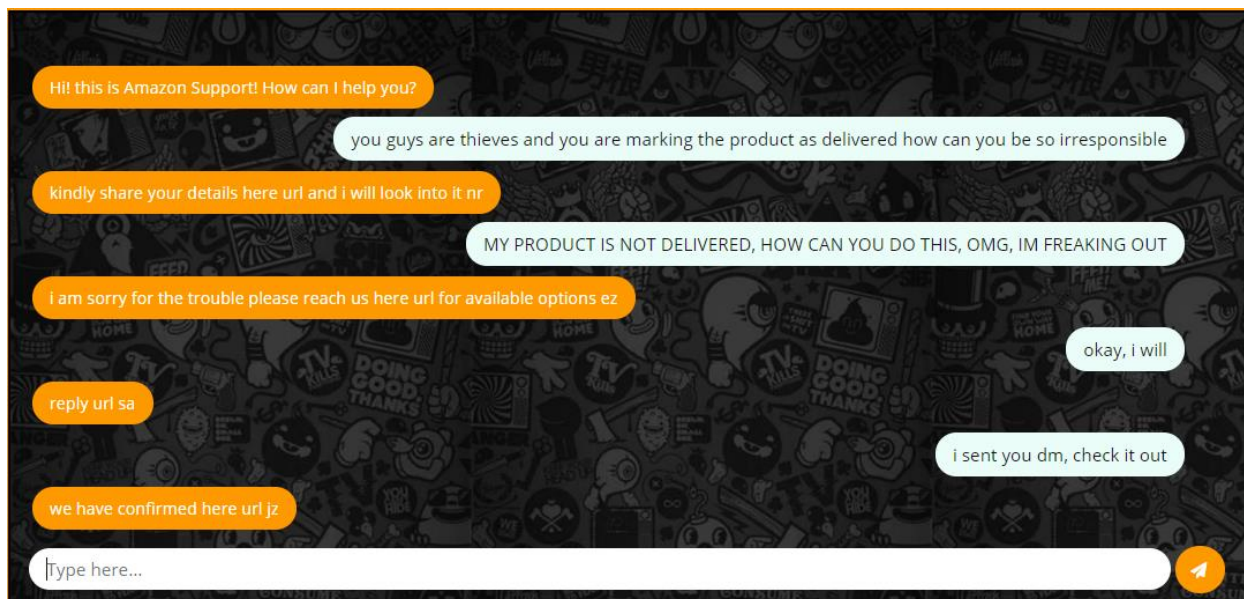 Hi! this is Amazon Support! How can I help you?
you guys are thieves and you are marking the product as delivered how can you be so irresponsible
kindly share your details here url and i will look into it nr
MY PRODUCT IS NOT DELIVERED, HOW CAN YOU DO THIS, OMG, IM FREAKING OUT
i am sorry for the trouble please reach us here url for available options ez
okay, i will
reply url sa
i sent you dm, check it out
we have confirmed here url jz
Type here...